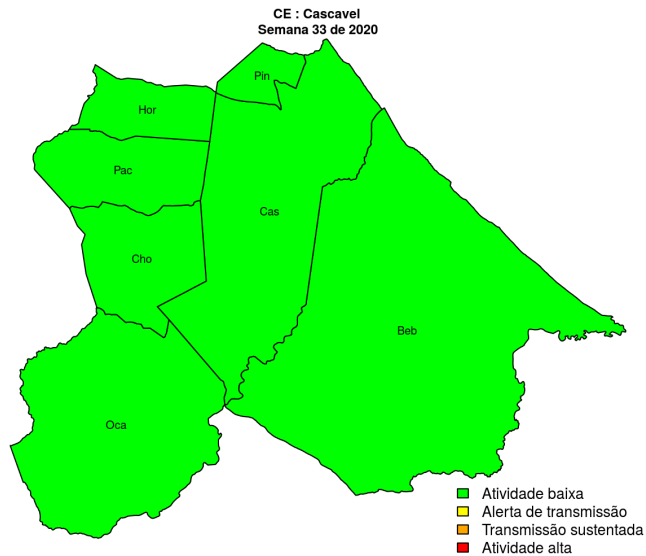 CE : Cascavel
Semana 33 de 2020
Pin
Hor
Pac
Cas
Cho
Beb
Oca
Atividade baixa
Alerta de transmissão
Transmissão sustentada
Atividade alta